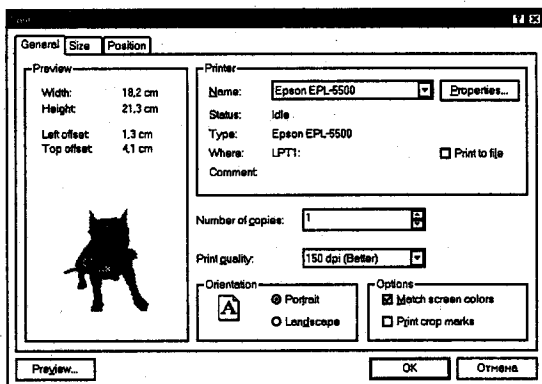 Print
General Size Position
Preview
Width: 18,2 cm
Height: 21,3 cm
Left offset: 1,3 cm
Top offset: 4,1 cm
Printer
Name: Epson EPL-5500 Properties...
Status: Idle
Type: Epson EPL-5500
Where: LPT1: Print to file
Comment:
Number of copies: 1
Print quality: 150 dpi (Better)
Orientation
A
Portrait
Landscape
Options
Match screen colors
Print crop marks
Preview... OK Отмена